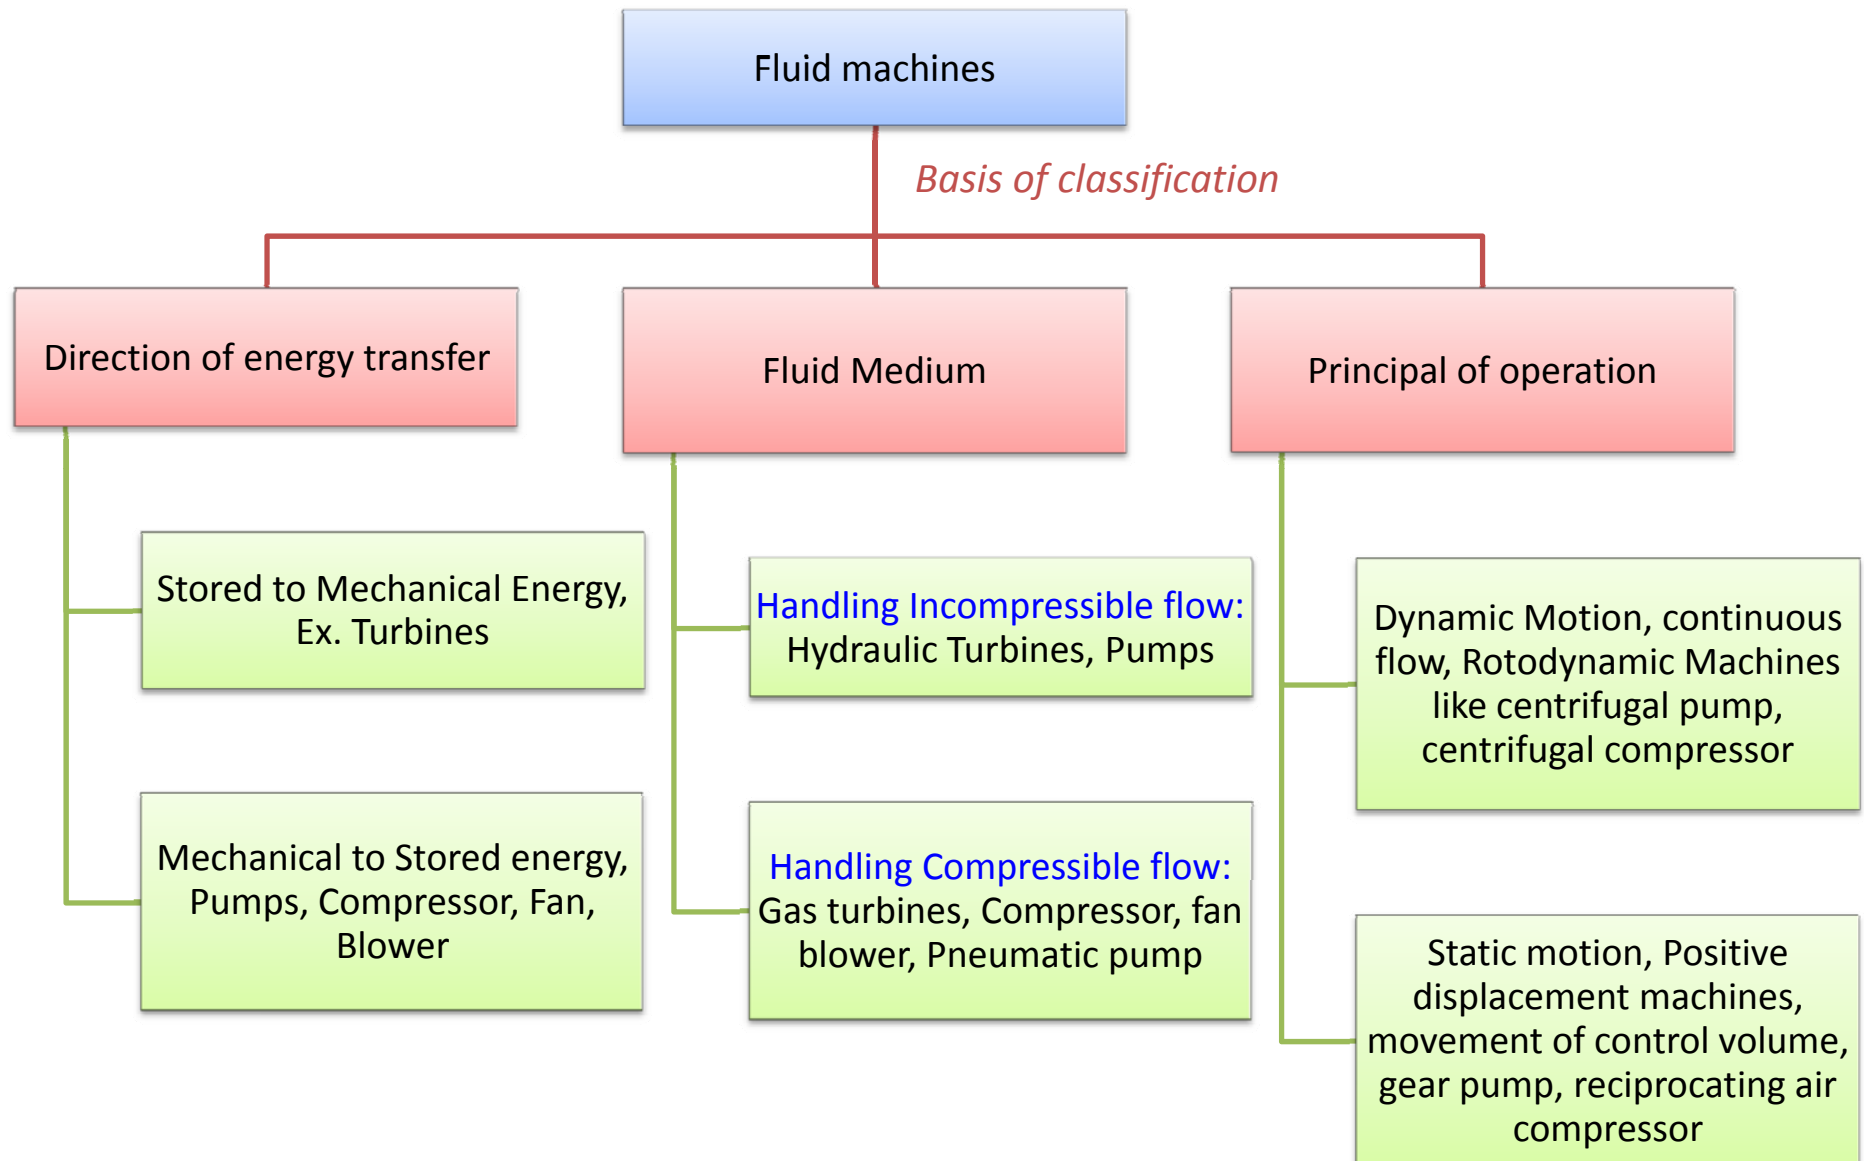 Fluid machines
Basis of classification
Direction of energy transfer
Fluid Medium
Principal of operation
Stored to Mechanical Energy,
Ex. Turbines
Mechanical to Stored energy,
Pumps, Compressor, Fan,
Blower
Handling Incompressible flow:
Hydraulic Turbines, Pumps
Handling Compressible flow:
Gas turbines, Compressor, fan
blower, Pneumatic pump
Dynamic Motion, continuous
flow, Rotodynamic Machines
like centrifugal pump,
centrifugal compressor
Static motion, Positive
displacement machines,
movement of control volume,
gear pump, reciprocating air
compressor